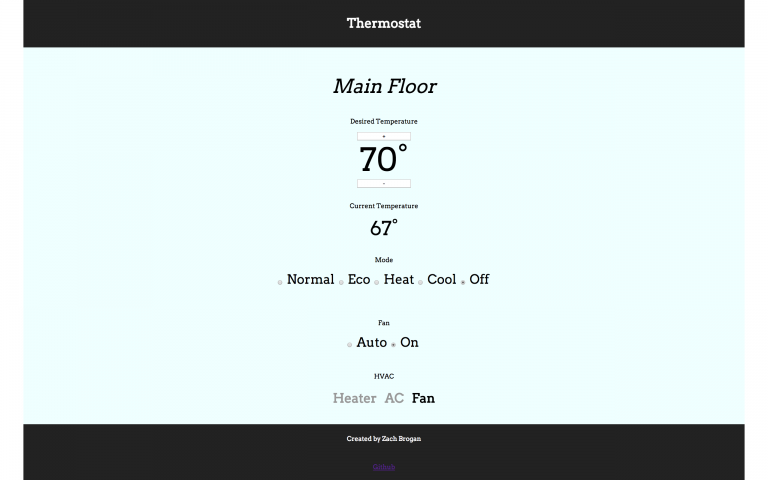 Thermostat
Main Floor
Desired Temperature
+
70°
-
Current Temperature
67°
Mode
Normal Eco Heat Cool Off
Fan
Auto On
HVAC
Heater AC Fan
Created by Zach Brogan
Github